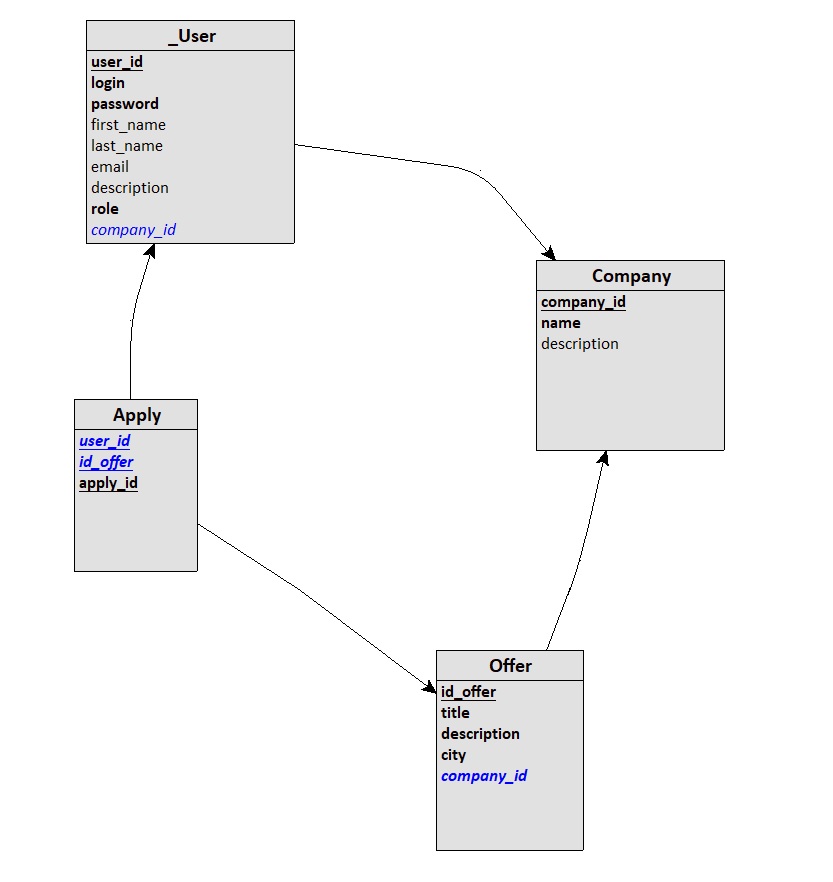 _User
user_id
login
password
first_name
last_name
email
description
role
company_id
Company
company_id
name
description
Apply
user_id
id_offer
apply_id
Offer
id_offer
title
description
city
company_id